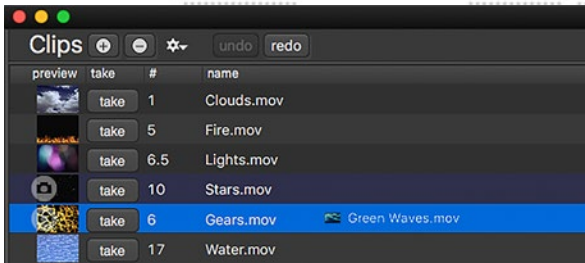 Clips undo redo
preview take # name
take 1 Clouds.mov
take 5 Fire.mov
take 6.5 Lights.mov
take 10 Stars.mov
take 6 Gears.mov Green Waves.mov
take 17 Water.mov